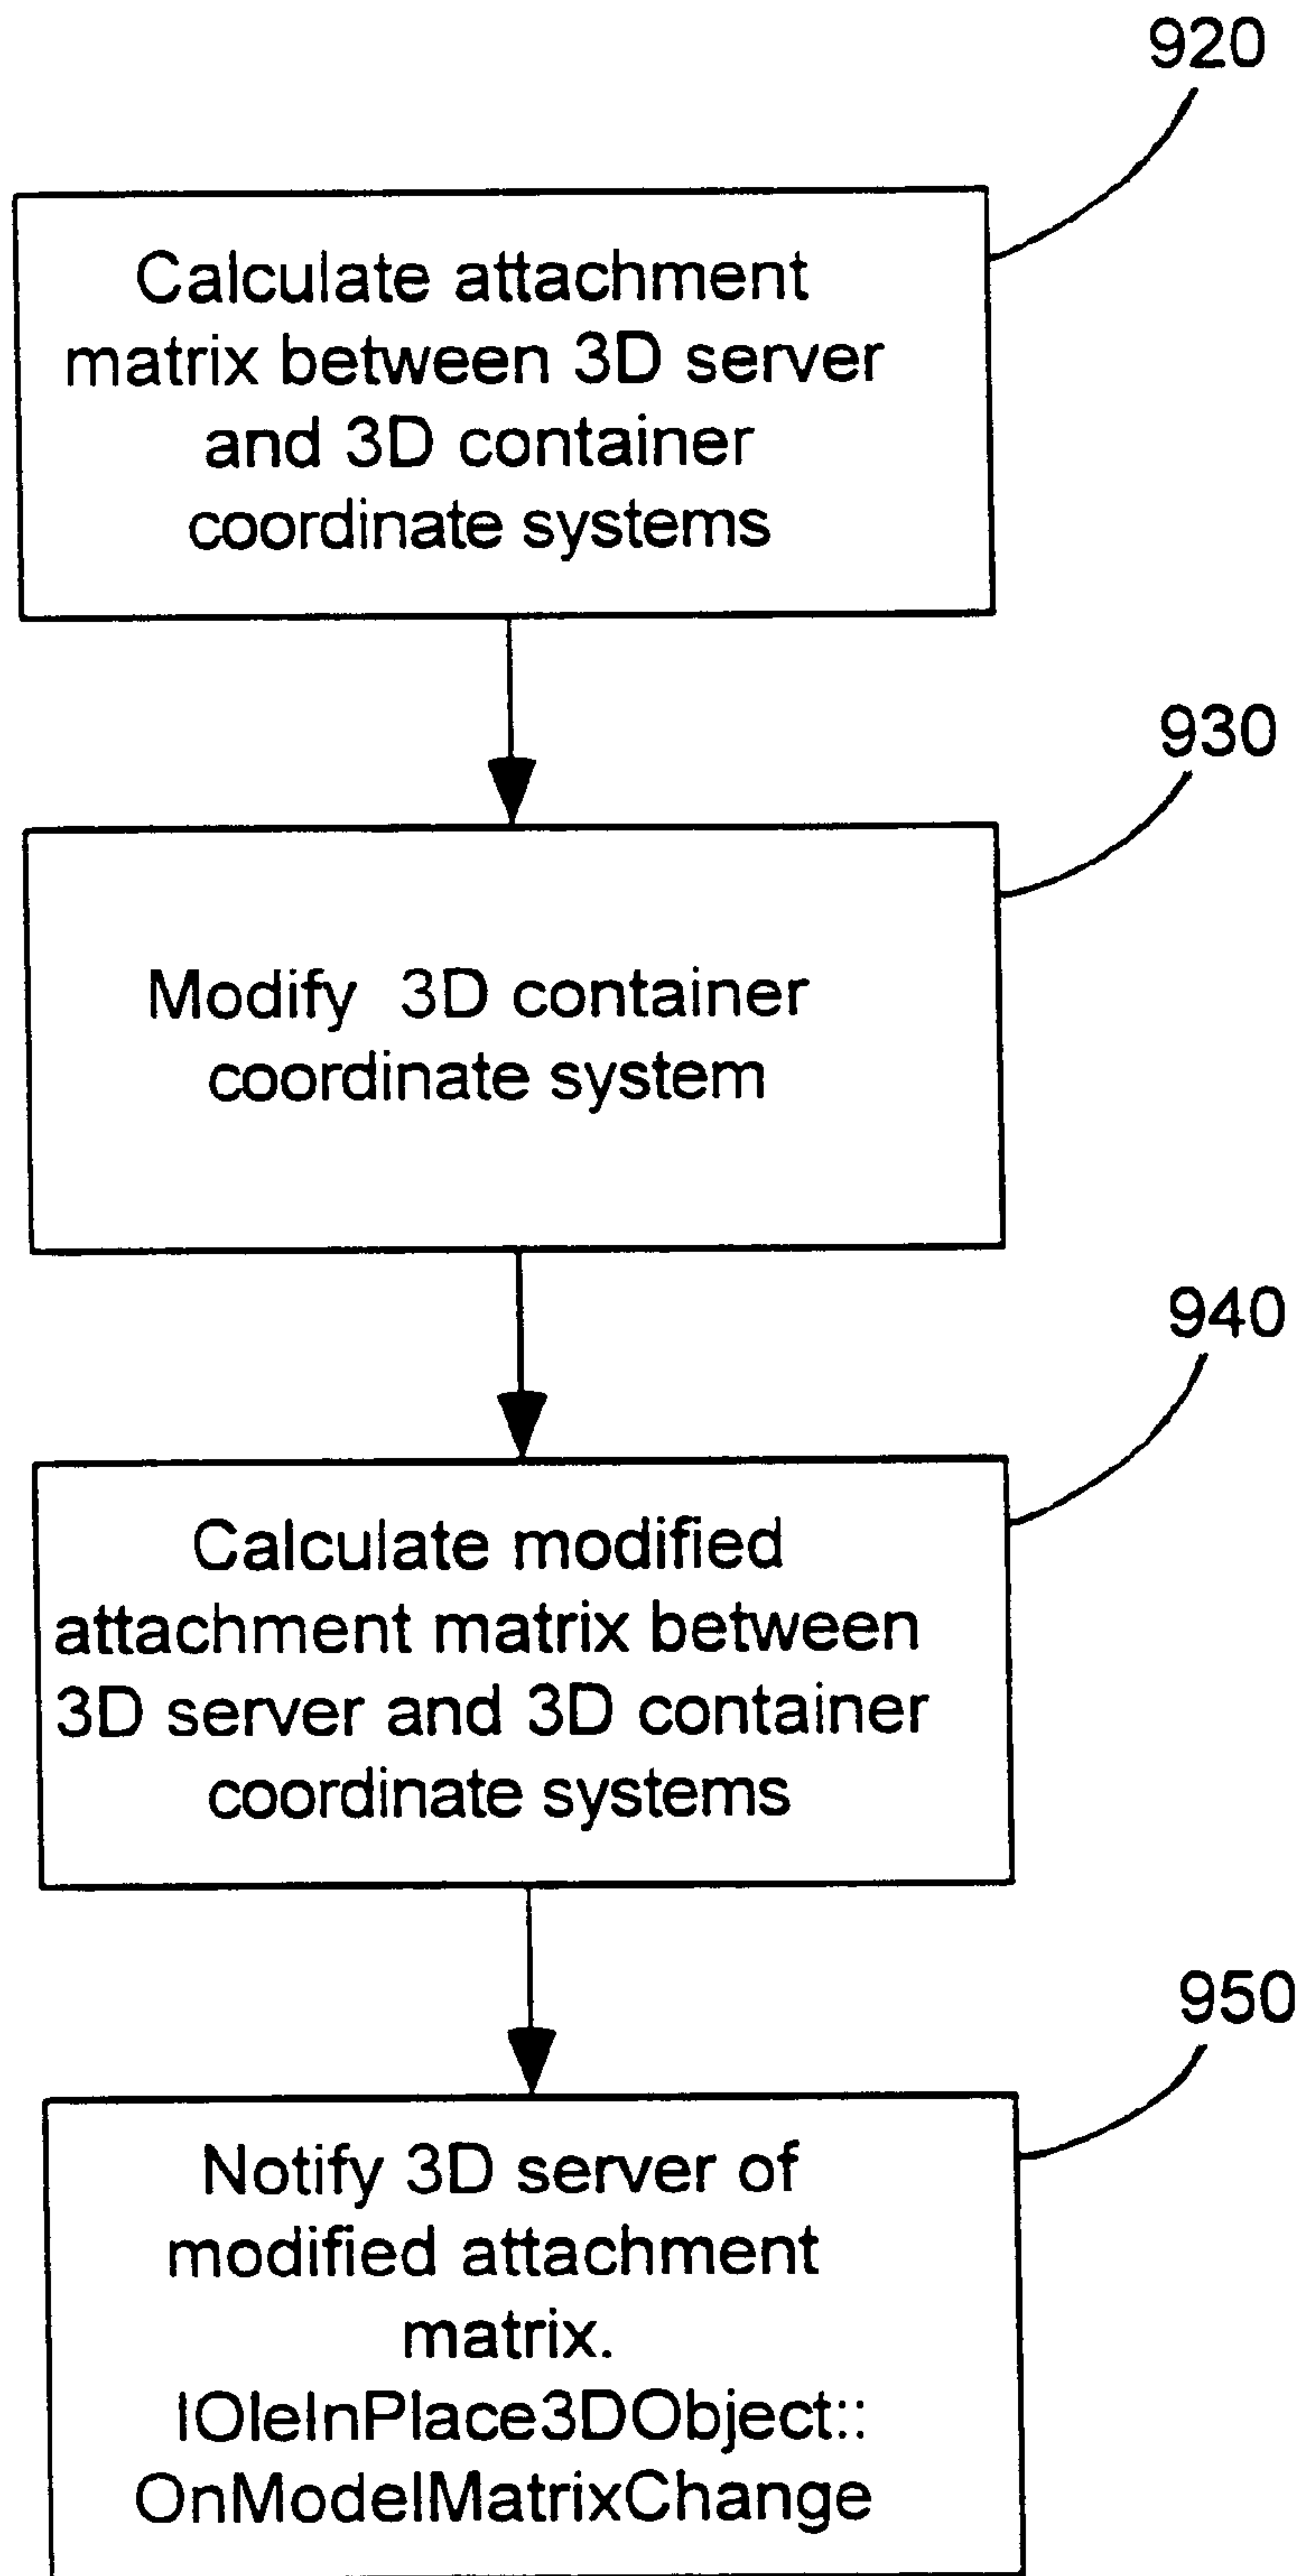 920
Calculate attachment
matrix between 3D server
and 3D container
coordinate systems
930
Modify 3D container
coordinate system
940
Calculate modified
attachment matrix between
3D server and 3D container
coordinate systems
950
Notify 3D server of
modified attachment
matrix.
IOleInPlace3DObject::
OnModelMatrixChange